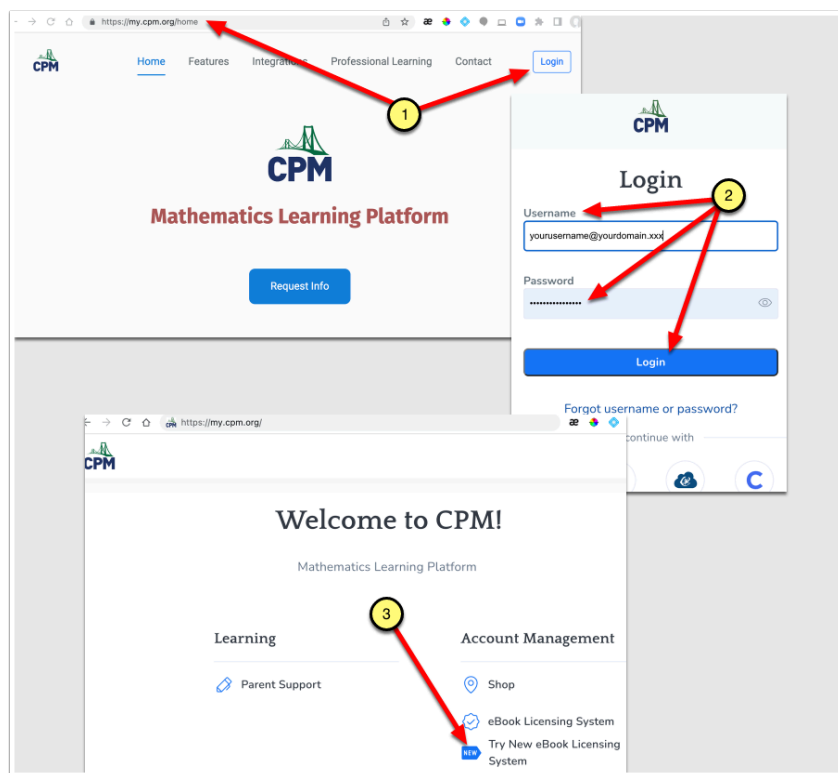 https://my.cpm.org/home
æ
CPM
Home Features Integrations Professional Learning Contact Login
1
CPM
Mathematics Learning Platform
Request Info
CPM
Login
2
Username
yourusername@yourdomain.xxx
Password
Login
Forgot username or password?
continue with
C
https://my.cpm.org/
æ
CPM
Welcome to CPM!
Mathematics Learning Platform
3
Learning
Parent Support
Account Management
Shop
eBook Licensing System
NEW Try New eBook Licensing
System